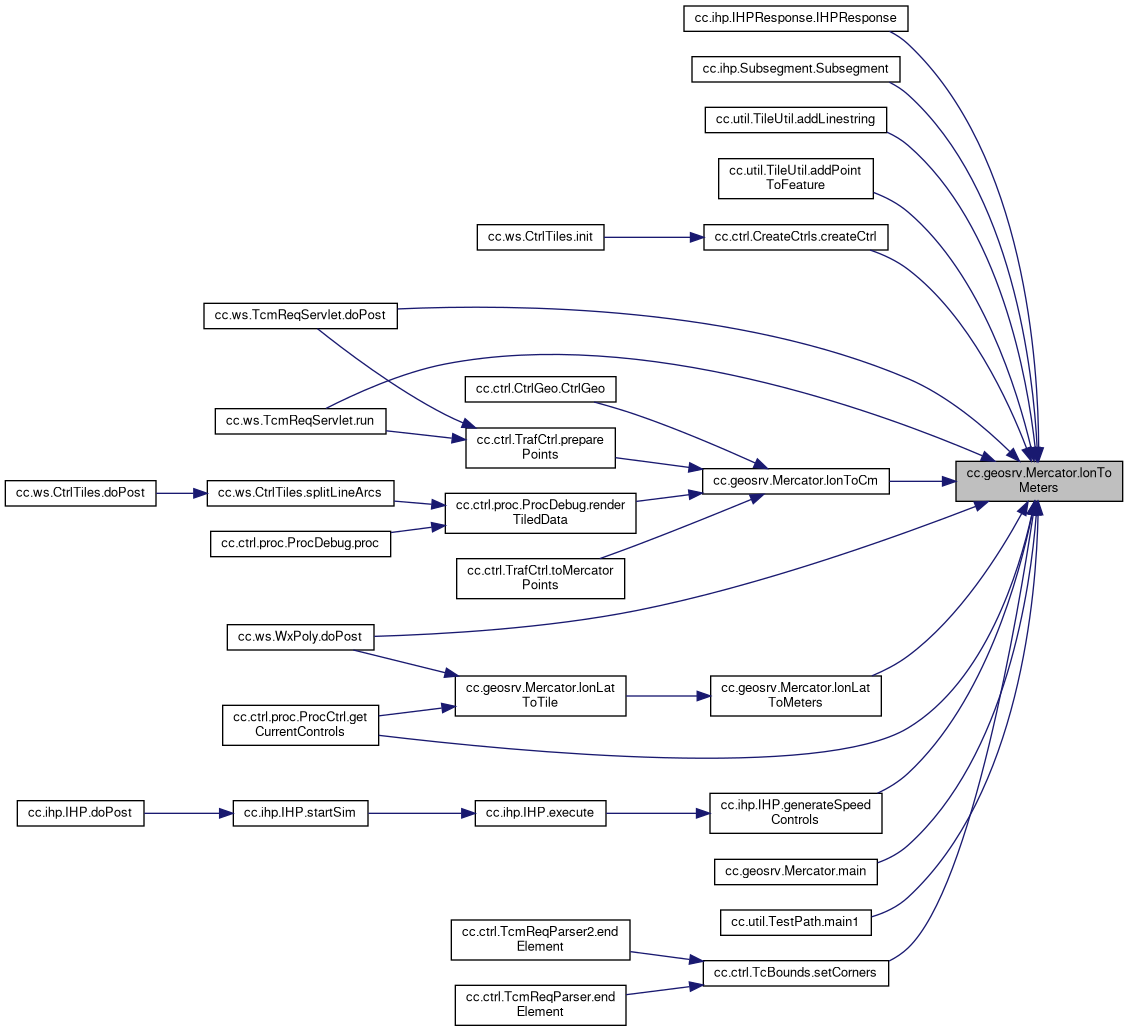 cc.ihp.IHPResponse.IHPResponse
cc.ihp.Subsegment.Subsegment
cc.util.TileUtil.addLinestring
cc.util.TileUtil.addPoint
ToFeature
cc.ws.CtrlTiles.init
cc.ctrl.CreateCtrls.createCtrl
cc.ws.TcmReqServlet.doPost
cc.ctrl.CtrlGeo.CtrlGeo
cc.ws.TcmReqServlet.run
cc.ctrl.TrafCtrl.prepare
Points
cc.geosrv.Mercator.lonTo
Meters
cc.geosrv.Mercator.lonToCm
cc.ws.CtrlTiles.doPost
cc.ws.CtrlTiles.splitLineArcs
cc.ctrl.proc.ProcDebug.render
TiledData
cc.ctrl.proc.ProcDebug.proc
cc.ctrl.TrafCtrl.toMercator
Points
cc.ws.WxPoly.doPost
cc.geosrv.Mercator.lonLat
ToTile
cc.geosrv.Mercator.lonLat
ToMeters
cc.ctrl.proc.ProcCtrl.get
CurrentControls
cc.ihp.IHP.doPost
cc.ihp.IHP.startSim
cc.ihp.IHP.execute
cc.ihp.IHP.generateSpeed
Controls
cc.geosrv.Mercator.main
cc.util.TestPath.main1
cc.ctrl.TcmReqParser2.end
Element
cc.ctrl.TcBounds.setCorners
cc.ctrl.TcmReqParser.end
Element